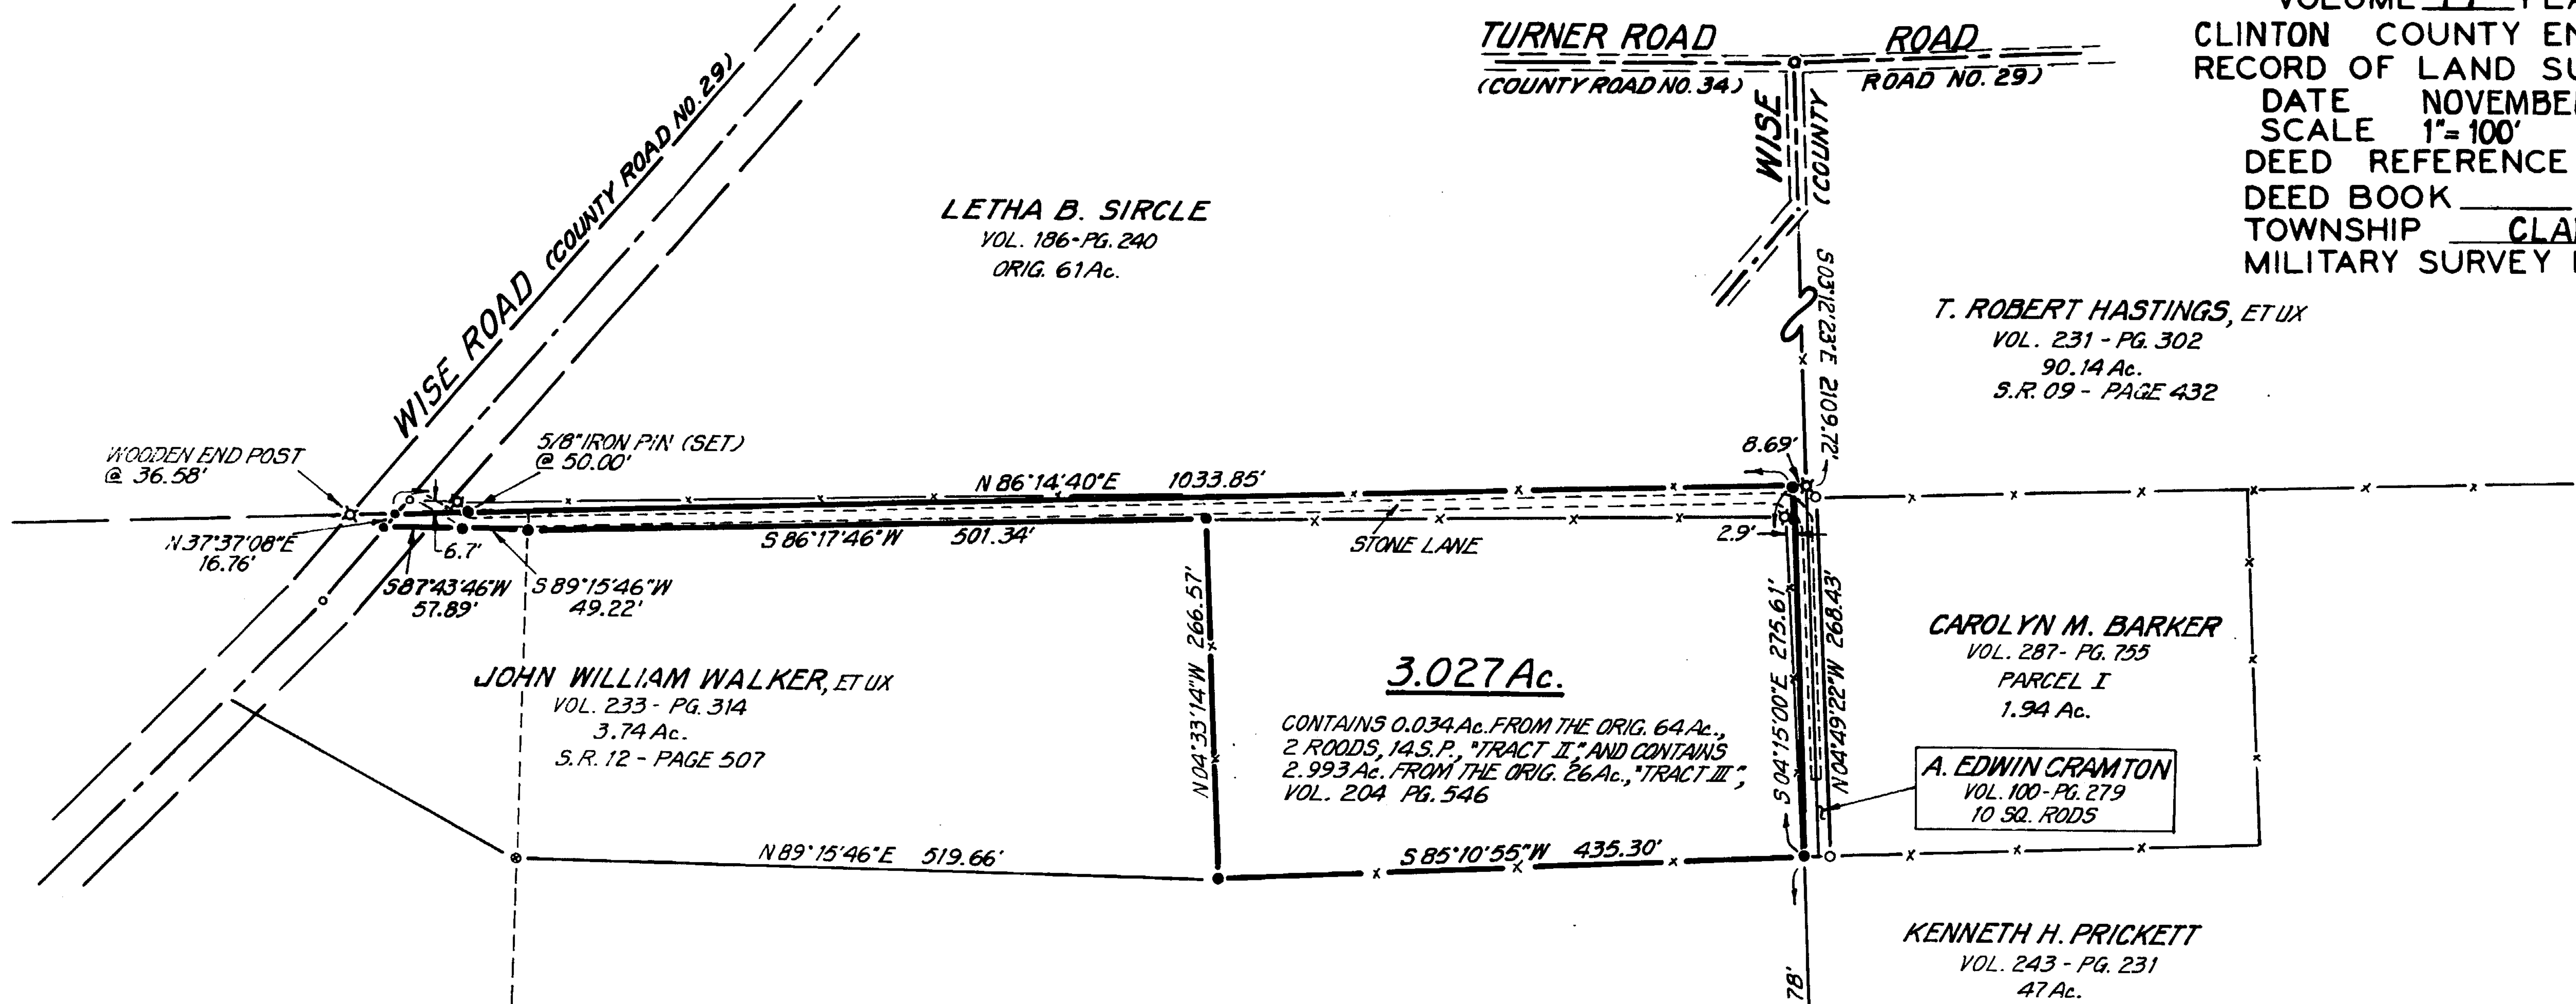 TURNER ROAD
(COUNTY ROAD NO. 34)
ROAD
ROAD NO. 29)
WISE
(COUNTY
CLINTON COUNTY
RECORD OF LAND
DATE NOVEMBER
SCALE 1"= 100'
DEED REFERENCE
DEED BOOK
TOWNSHIP
MILITARY SURVEY
WISE ROAD (COUNTY ROAD NO. 29)
LETHA B. SIRCLE
VOL. 186-PG. 240
ORIG. 61 Ac.
S 03°12'23"E 2109.72'
T. ROBERT HASTINGS, ET UX
VOL. 231 - PG. 302
90.14 Ac.
S.R. 09 - PAGE 432
WOODEN END POST
@ 36.58'
5/8" IRON PIN (SET)
@ 50.00'
N 86°14'40"E 1033.85'
8.69'
N 37°37'08"E
16.76'
6.7'
S 87°43'46"W
57.89'
S 89°15'46"W
49.22'
S 86°17'46"W 501.34'
STONE LANE
2.9'
N 04°33'14"W 266.57'
S 04°15'00"E 275.61'
N 04°49'22"W 268.43'
JOHN WILLIAM WALKER, ET UX
VOL. 233 - PG. 314
3.74 Ac.
S.R. 12 - PAGE 507
3.027 Ac.
CONTAINS 0.034 Ac. FROM THE ORIG. 64 Ac.,
2 ROODS, 14 S.P., "TRACT II", AND CONTAINS
2.993 Ac. FROM THE ORIG. 26 Ac., "TRACT III",
VOL. 204 PG. 546
CAROLYN M. BARKER
VOL. 287- PG. 755
PARCEL I
1.94 Ac.
A. EDWIN CRAMTON
VOL. 100-PG. 279
10 SQ. RODS
N 89°15'46"E 519.66'
S 85°10'55"W 435.30'
KENNETH H. PRICKETT
VOL. 243 - PG. 231
47 Ac.
78'